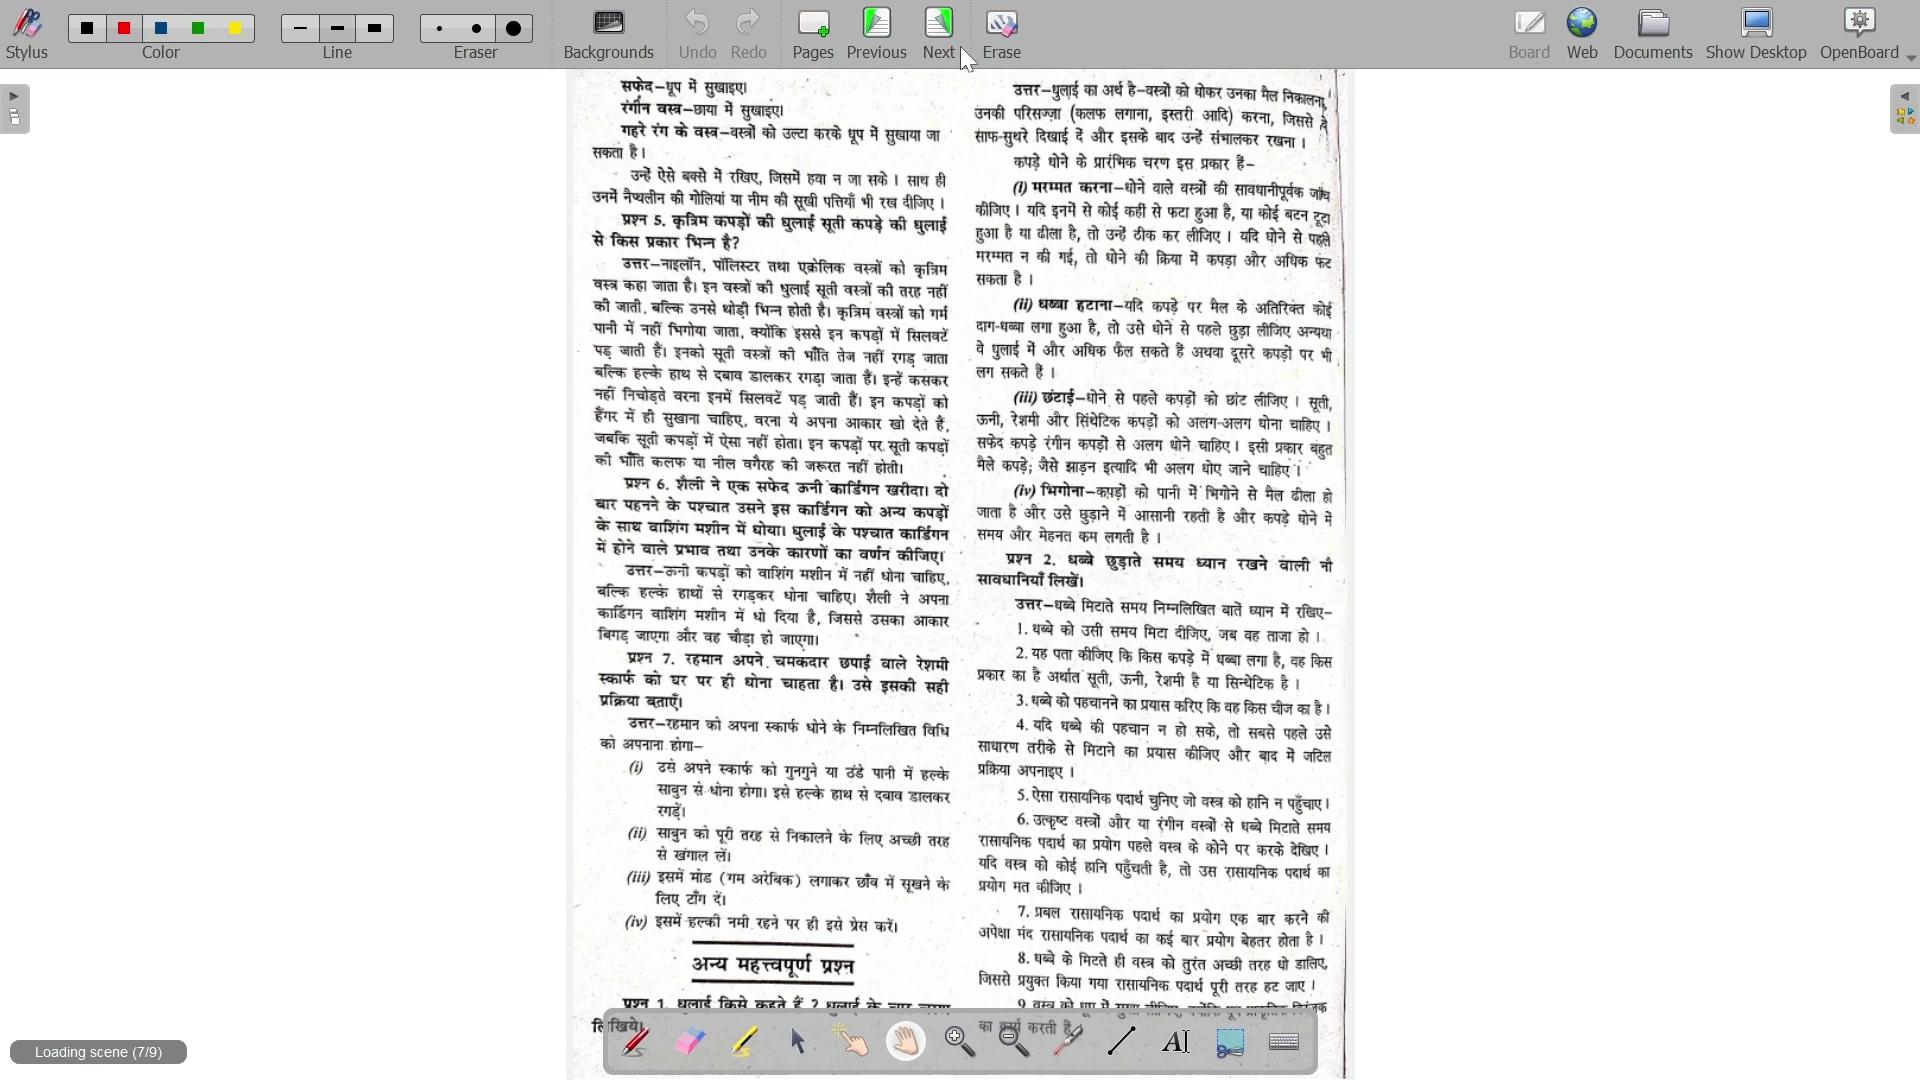 Stylus
Color
Line
Eraser
Backgrounds
Undo
Redo
Pages
Previous
Next
Erase
Board
Web
Documents
Show Desktop
OpenBoard
सफेद–धूप में सुखाइए।
रंगीन वस्त्र–छाया में सुखाइए।
गहरे रंग के वस्त्र–वस्त्रों को उल्टा करके धूप में सुखाया जा
सकता है।
उन्हें ऐसे बक्से में रखिए, जिसमें हवा न जा सके । साथ ही
उनमें नैप्थलीन की गोलियां या नीम की सूखी पत्तियाँ भी रख दीजिए ।
प्रश्न 5. कृत्रिम कपड़ों की धुलाई सूती कपड़े की धुलाई
से किस प्रकार भिन्न है?
उत्तर–नाइलॉन, पॉलिस्टर तथा एक्रेलिक वस्त्रों को कृत्रिम
वस्त्र कहा जाता है। इन वस्त्रों की धुलाई सूती वस्त्रों की तरह नहीं
की जाती, बल्कि उनसे थोड़ी भिन्न होती है। कृत्रिम वस्त्रों को गर्म
पानी में नहीं भिगोया जाता, क्योंकि इससे इन कपड़ों में सिलवटें
पड़ जाती हैं। इनको सूती वस्त्रों की भाँति तेज नहीं रगड़ जाता
बल्कि हल्के हाथ से दबाव डालकर रगड़ा जाता हैं। इन्हें कसकर
नहीं निचोड़ते वरना इनमें सिलवटें पड़ जाती हैं। इन कपड़ों को
हैंगर में ही सुखाना चाहिए, वरना ये अपना आकार खो देते हैं,
जबकि सूती कपड़ों में ऐसा नहीं होता। इन कपड़ों पर सूती कपड़ों
की भाँति कलफ या नील वगैरह की जरूरत नहीं होती।
प्रश्न 6. शैली ने एक सफेद ऊनी कार्डिगन खरीदा। दो
बार पहनने के पश्चात उसने इस कार्डिगन को अन्य कपड़ों
के साथ वाशिंग मशीन में धोया। धुलाई के पश्चात कार्डिगन
में होने वाले प्रभाव तथा उनके कारणों का वर्णन कीजिए।
उत्तर–ऊनी कपड़ों को वाशिंग मशीन में नहीं धोना चाहिए,
बल्कि हल्के हाथों से रगड़कर धोना चाहिए। शैली ने अपना
कार्डिगन वाशिंग मशीन में धो दिया है, जिससे उसका आकार
बिगड़ जाएगा और वह चौड़ा हो जाएगा।
प्रश्न 7. रहमान अपने चमकदार छपाई वाले रेशमी
स्कार्फ को घर पर ही धोना चाहता है। उसे इसकी सही
प्रक्रिया बताएँ।
उत्तर–रहमान को अपना स्कार्फ धोने के निम्नलिखित विधि
को अपनाना होगा–
(i) उसे अपने स्कार्फ को गुनगुने या ठंडे पानी में हल्के
साबुन से धोना होगा। इसे हल्के हाथ से दबाव डालकर
रगड़ें।
(ii) साबुन को पूरी तरह से निकालने के लिए अच्छी तरह
से खंगाल लें।
(iii) इसमें मांड (गम अरेबिक) लगाकर छाँव में सूखने के
लिए टाँग दें।
(iv) इसमें हल्की नमी रहने पर ही इसे प्रेस करें।
अन्य महत्त्वपूर्ण प्रश्न
प्रश्न 1. धुलाई किसे कहते हैं ? धुलाई के चार चरण
लिखिये।
उत्तर–धुलाई का अर्थ है–वस्त्रों को धोकर उनका मैल निकालना,
उनकी परिसज्जा (कलफ लगाना, इस्तरी आदि) करना, जिससे वे
साफ-सुथरे दिखाई दें और इसके बाद उन्हें संभालकर रखना ।
कपड़े धोने के प्रारंभिक चरण इस प्रकार हैं–
(i) मरम्मत करना–धोने वाले वस्त्रों की सावधानीपूर्वक जांच
कीजिए । यदि इनमें से कोई कहीं से फटा हुआ है, या कोई बटन टूटा
हुआ है या ढीला है, तो उन्हें ठीक कर लीजिए । यदि धोने से पहले
मरम्मत न की गई, तो धोने की क्रिया में कपड़ा और अधिक फट
सकता है ।
(ii) धब्बा हटाना–यदि कपड़े पर मैल के अतिरिक्त कोई
दाग-धब्बा लगा हुआ है, तो उसे धोने से पहले छुड़ा लीजिए अन्यथा
वे धुलाई में और अधिक फैल सकते हैं अथवा दूसरे कपड़ों पर भी
लग सकते हैं ।
(iii) छंटाई–धोने से पहले कपड़ों को छांट लीजिए । सूती,
ऊनी, रेशमी और सिंथेटिक कपड़ों को अलग-अलग धोना चाहिए ।
सफेद कपड़े रंगीन कपड़ों से अलग धोने चाहिए । इसी प्रकार बहुत
मैले कपड़े; जैसे झाड़न इत्यादि भी अलग धोए जाने चाहिए ।
(iv) भिगोना–कपड़ों को पानी में भिगोने से मैल ढीला हो
जाता है और उसे छुड़ाने में आसानी रहती है और कपड़े धोने में
समय और मेहनत कम लगती है ।
प्रश्न 2. धब्बे छुड़ाते समय ध्यान रखने वाली नौ
सावधानियाँ लिखें।
उत्तर–धब्बे मिटाते समय निम्नलिखित बातें ध्यान में रखिए–
1. धब्बे को उसी समय मिटा दीजिए, जब वह ताजा हो ।
2. यह पता कीजिए कि किस कपड़े में धब्बा लगा है, वह किस
प्रकार का है अर्थात सूती, ऊनी, रेशमी है या सिन्थेटिक है ।
3. धब्बे को पहचानने का प्रयास करिए कि वह किस चीज का है ।
4. यदि धब्बे की पहचान न हो सके, तो सबसे पहले उसे
साधारण तरीके से मिटाने का प्रयास कीजिए और बाद में जटिल
प्रक्रिया अपनाइए ।
5. ऐसा रासायनिक पदार्थ चुनिए जो वस्त्र को हानि न पहुँचाए ।
6. उत्कृष्ट वस्त्रों और या रंगीन वस्त्रों से धब्बे मिटाते समय
रासायनिक पदार्थ का प्रयोग पहले वस्त्र के कोने पर करके देखिए ।
यदि वस्त्र को कोई हानि पहुँचती है, तो उस रासायनिक पदार्थ का
प्रयोग मत कीजिए ।
7. प्रबल रासायनिक पदार्थ का प्रयोग एक बार करने की
अपेक्षा मंद रासायनिक पदार्थ का कई बार प्रयोग बेहतर होता है ।
8. धब्बे के मिटते ही वस्त्र को तुरंत अच्छी तरह धो डालिए,
जिससे प्रयुक्त किया गया रासायनिक पदार्थ पूरी तरह हट जाए ।
9. वस्त्र को धूप में सुखा
का कार्य करती है
Loading scene (7/9)